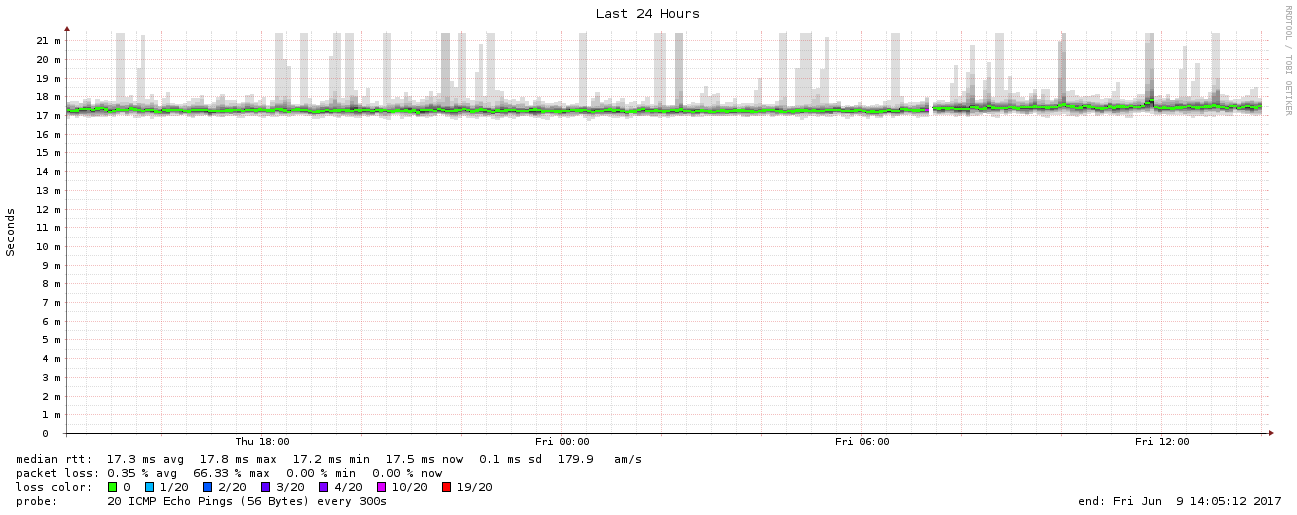 Last 24 Hours
RRDTOOL / TOBI OETIKER
Seconds
21 m
20 m
19 m
18 m
17 m
16 m
15 m
14 m
13 m
12 m
11 m
10 m
9 m
8 m
7 m
6 m
5 m
4 m
3 m
2 m
1 m
0
Thu 18:00 Fri 00:00 Fri 06:00 Fri 12:00
median rtt: 17.3 ms avg 17.8 ms max 17.2 ms min 17.5 ms now 0.1 ms sd 179.9 am/s
packet loss: 0.35 % avg 66.33 % max 0.00 % min 0.00 % now
loss color: 0 1/20 2/20 3/20 4/20 10/20 19/20
probe: 20 ICMP Echo Pings (56 Bytes) every 300s end: Fri Jun 9 14:05:12 2017